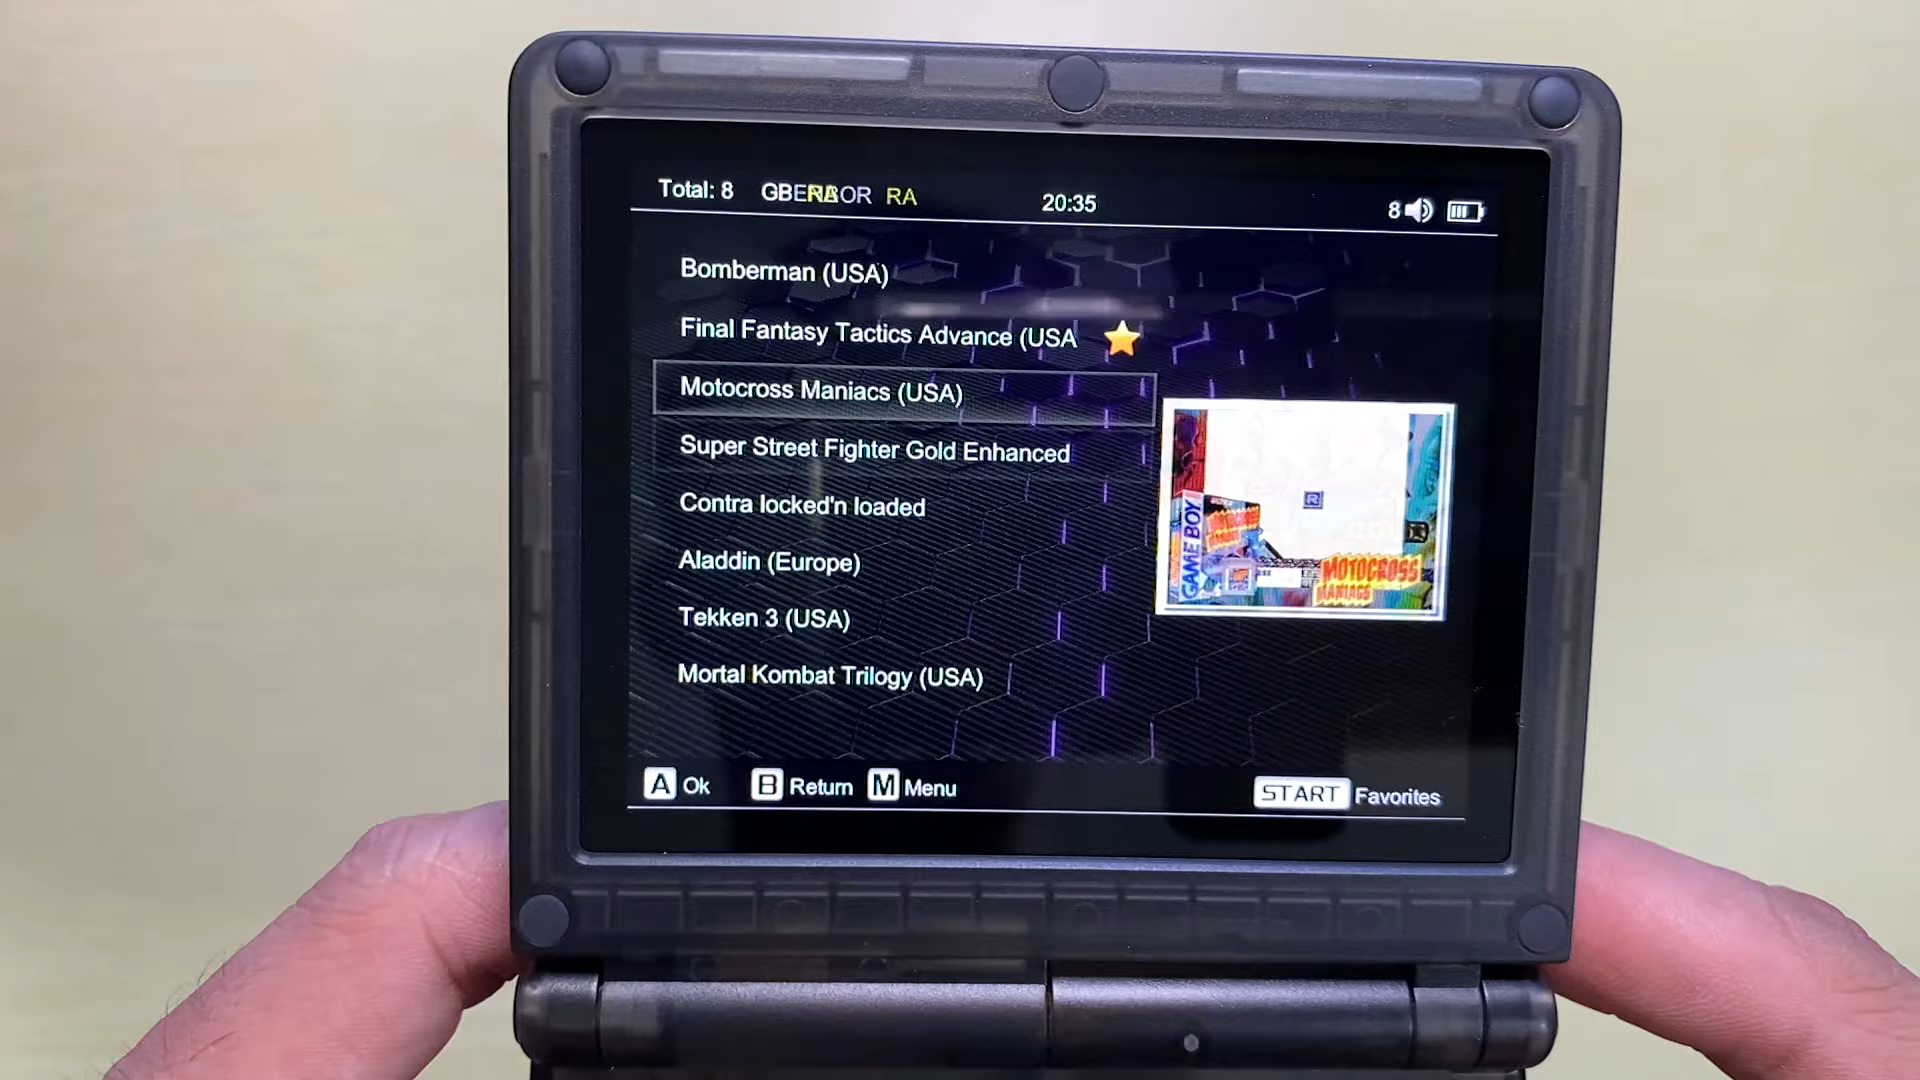 Total: 8 RA 20:35 8
Bomberman (USA)
Final Fantasy Tactics Advance (USA
Motocross Maniacs (USA)
Super Street Fighter Gold Enhanced
Contra locked'n loaded
Aladdin (Europe)
Tekken 3 (USA)
Mortal Kombat Trilogy (USA)
GAME BOY
R
MOTOCROSS
MANIACS
A Ok B Return M Menu START Favorites